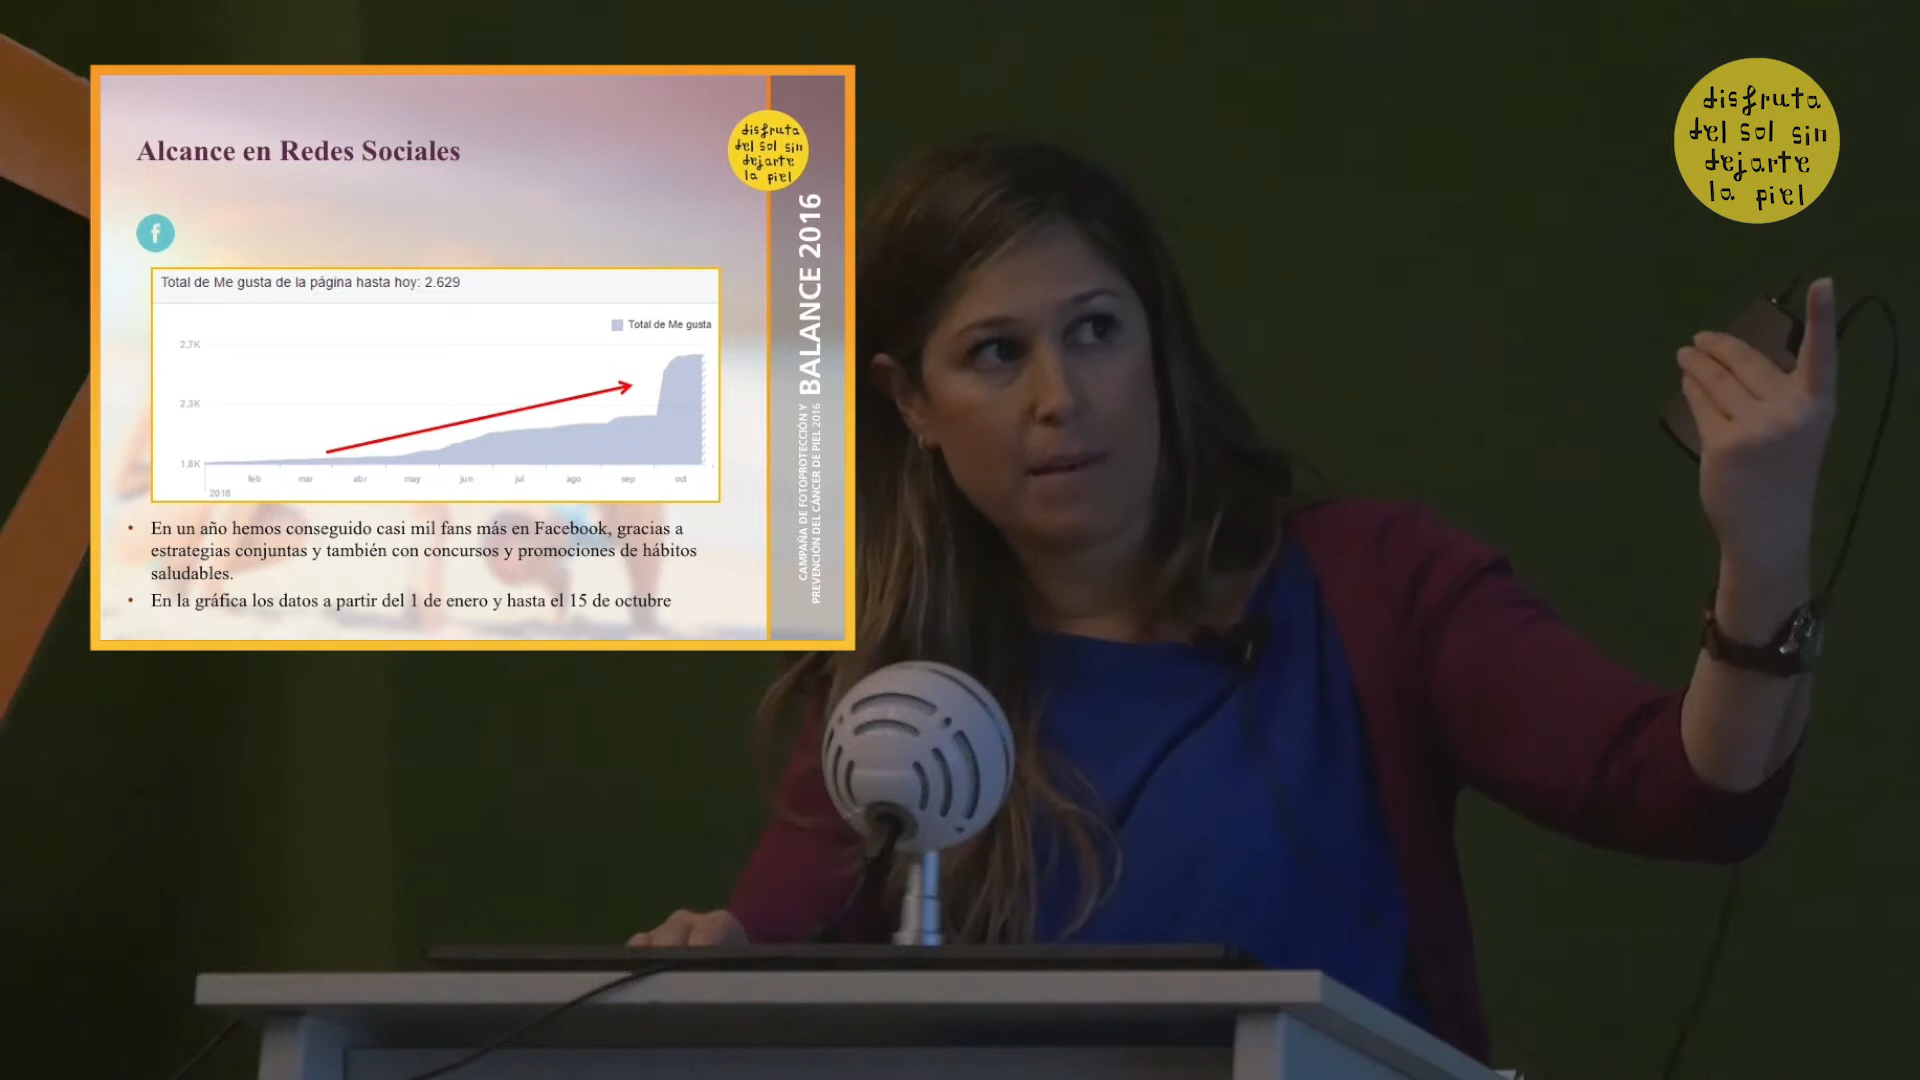 Alcance en Redes Sociales
f
Total de Me gusta de la página hasta hoy: 2.629
Total de Me gusta
2,7K
2,3K
1,8K
feb mar abr may jun jul ago sep oct
2016
• En un año hemos conseguido casi mil fans más en Facebook, gracias a
estrategias conjuntas y también con concursos y promociones de hábitos
saludables.
• En la gráfica los datos a partir del 1 de enero y hasta el 15 de octubre
disfruta
del sol sin
dejarte
la piel
CAMPAÑA DE FOTOPROTECCIÓN Y
PREVENCIÓN DEL CÁNCER DE PIEL 2016
BALANCE 2016
disfruta
del sol sin
dejarte
la piel